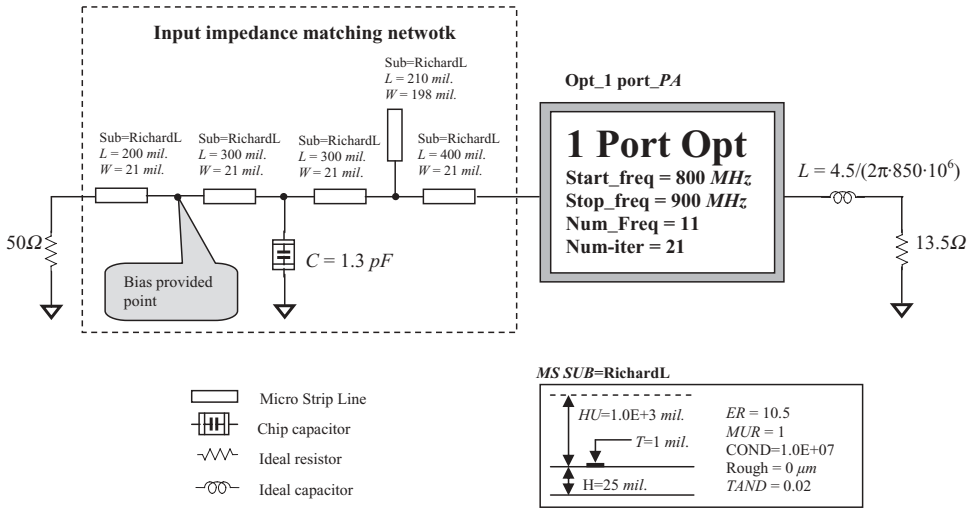 Input impedance matching netwotk
Sub=RichardL
L = 210 mil.
W = 198 mil.
Sub=RichardL
L = 200 mil.
W = 21 mil.
Sub=RichardL
L = 300 mil.
W = 21 mil.
Sub=RichardL
L = 300 mil.
W = 21 mil.
Sub=RichardL
L = 400 mil.
W = 21 mil.
50Ω
Bias provided
point
C = 1.3 pF
Opt_1 port_PA
1 Port Opt
Start_freq = 800 MHz
Stop_freq = 900 MHz
Num_Freq = 11
Num-iter = 21
L = 4.5/(2π·850·10⁶)
13.5Ω
Micro Strip Line
Chip capacitor
Ideal resistor
Ideal capacitor
MS SUB=RichardL
HU=1.0E+3 mil.
T=1 mil.
H=25 mil.
ER = 10.5
MUR = 1
COND=1.0E+07
Rough = 0 μm
TAND = 0.02